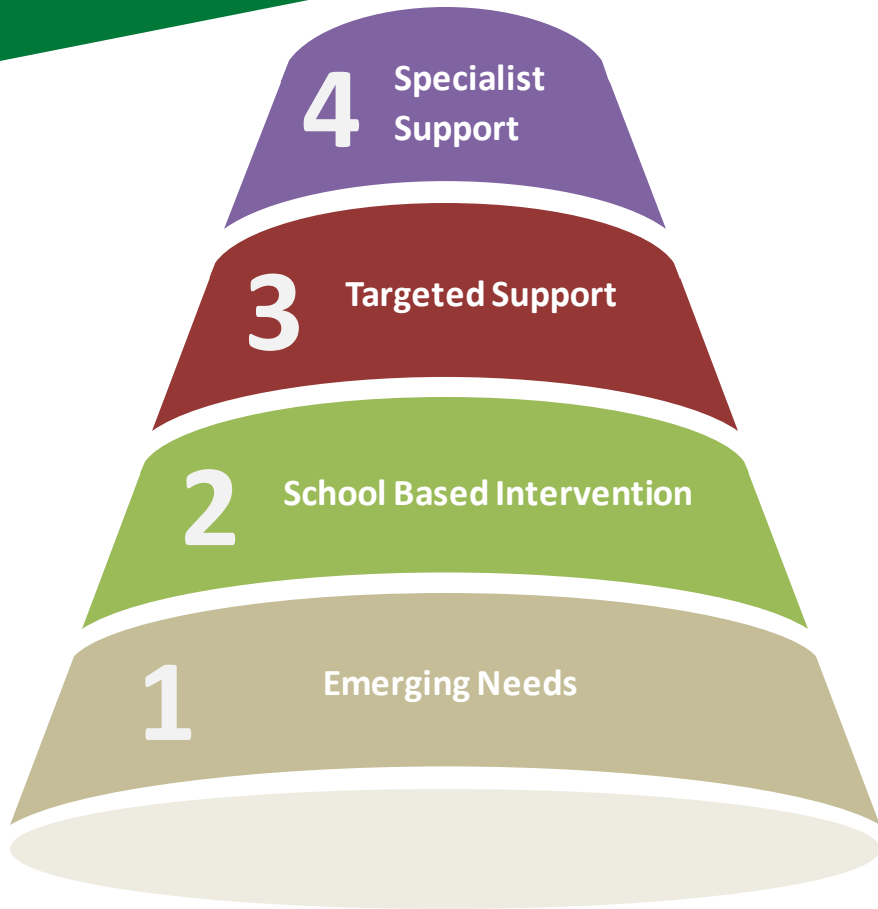 4
Specialist
Support
3
Targeted Support
2
School Based Intervention
1
Emerging Needs